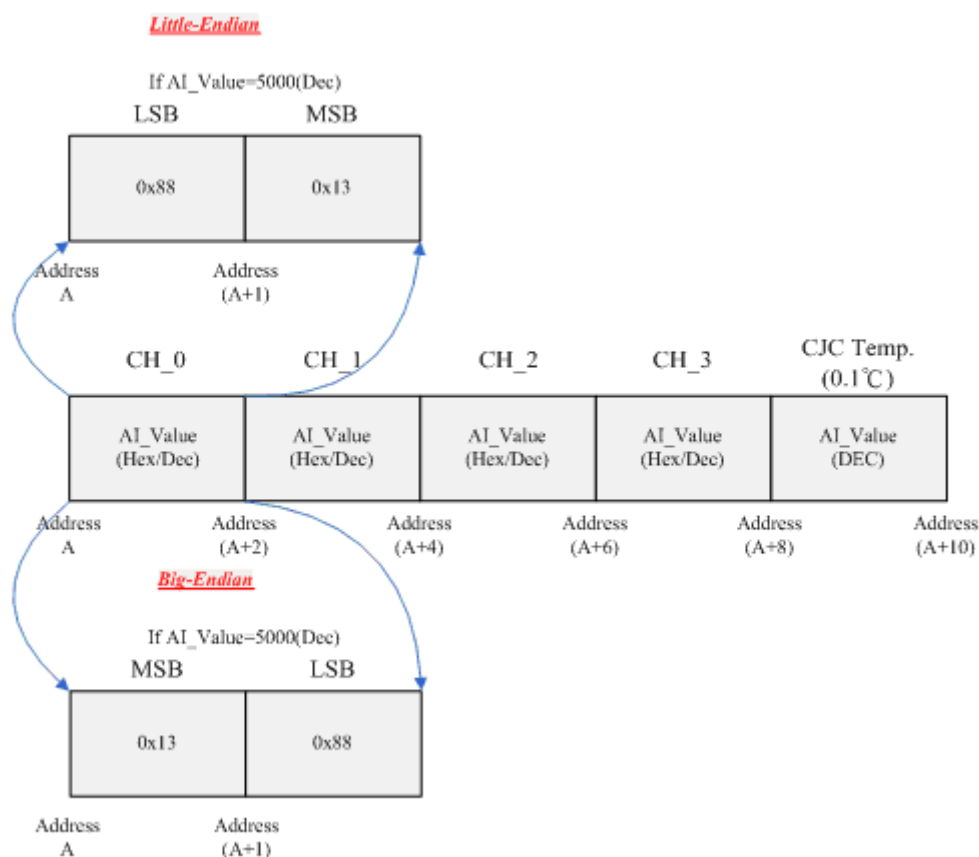 Little-Endian
If AI_Value=5000(Dec)
LSB MSB
0x88 0x13
Address Address
A (A+1)
CH_0 CH_1 CH_2 CH_3 CJC Temp.
(0.1℃)
AI_Value AI_Value AI_Value AI_Value AI_Value
(Hex/Dec) (Hex/Dec) (Hex/Dec) (Hex/Dec) (DEC)
Address Address Address Address Address Address
A (A+2) (A+4) (A+6) (A+8) (A+10)
Big-Endian
If AI_Value=5000(Dec)
MSB LSB
0x13 0x88
Address Address
A (A+1)